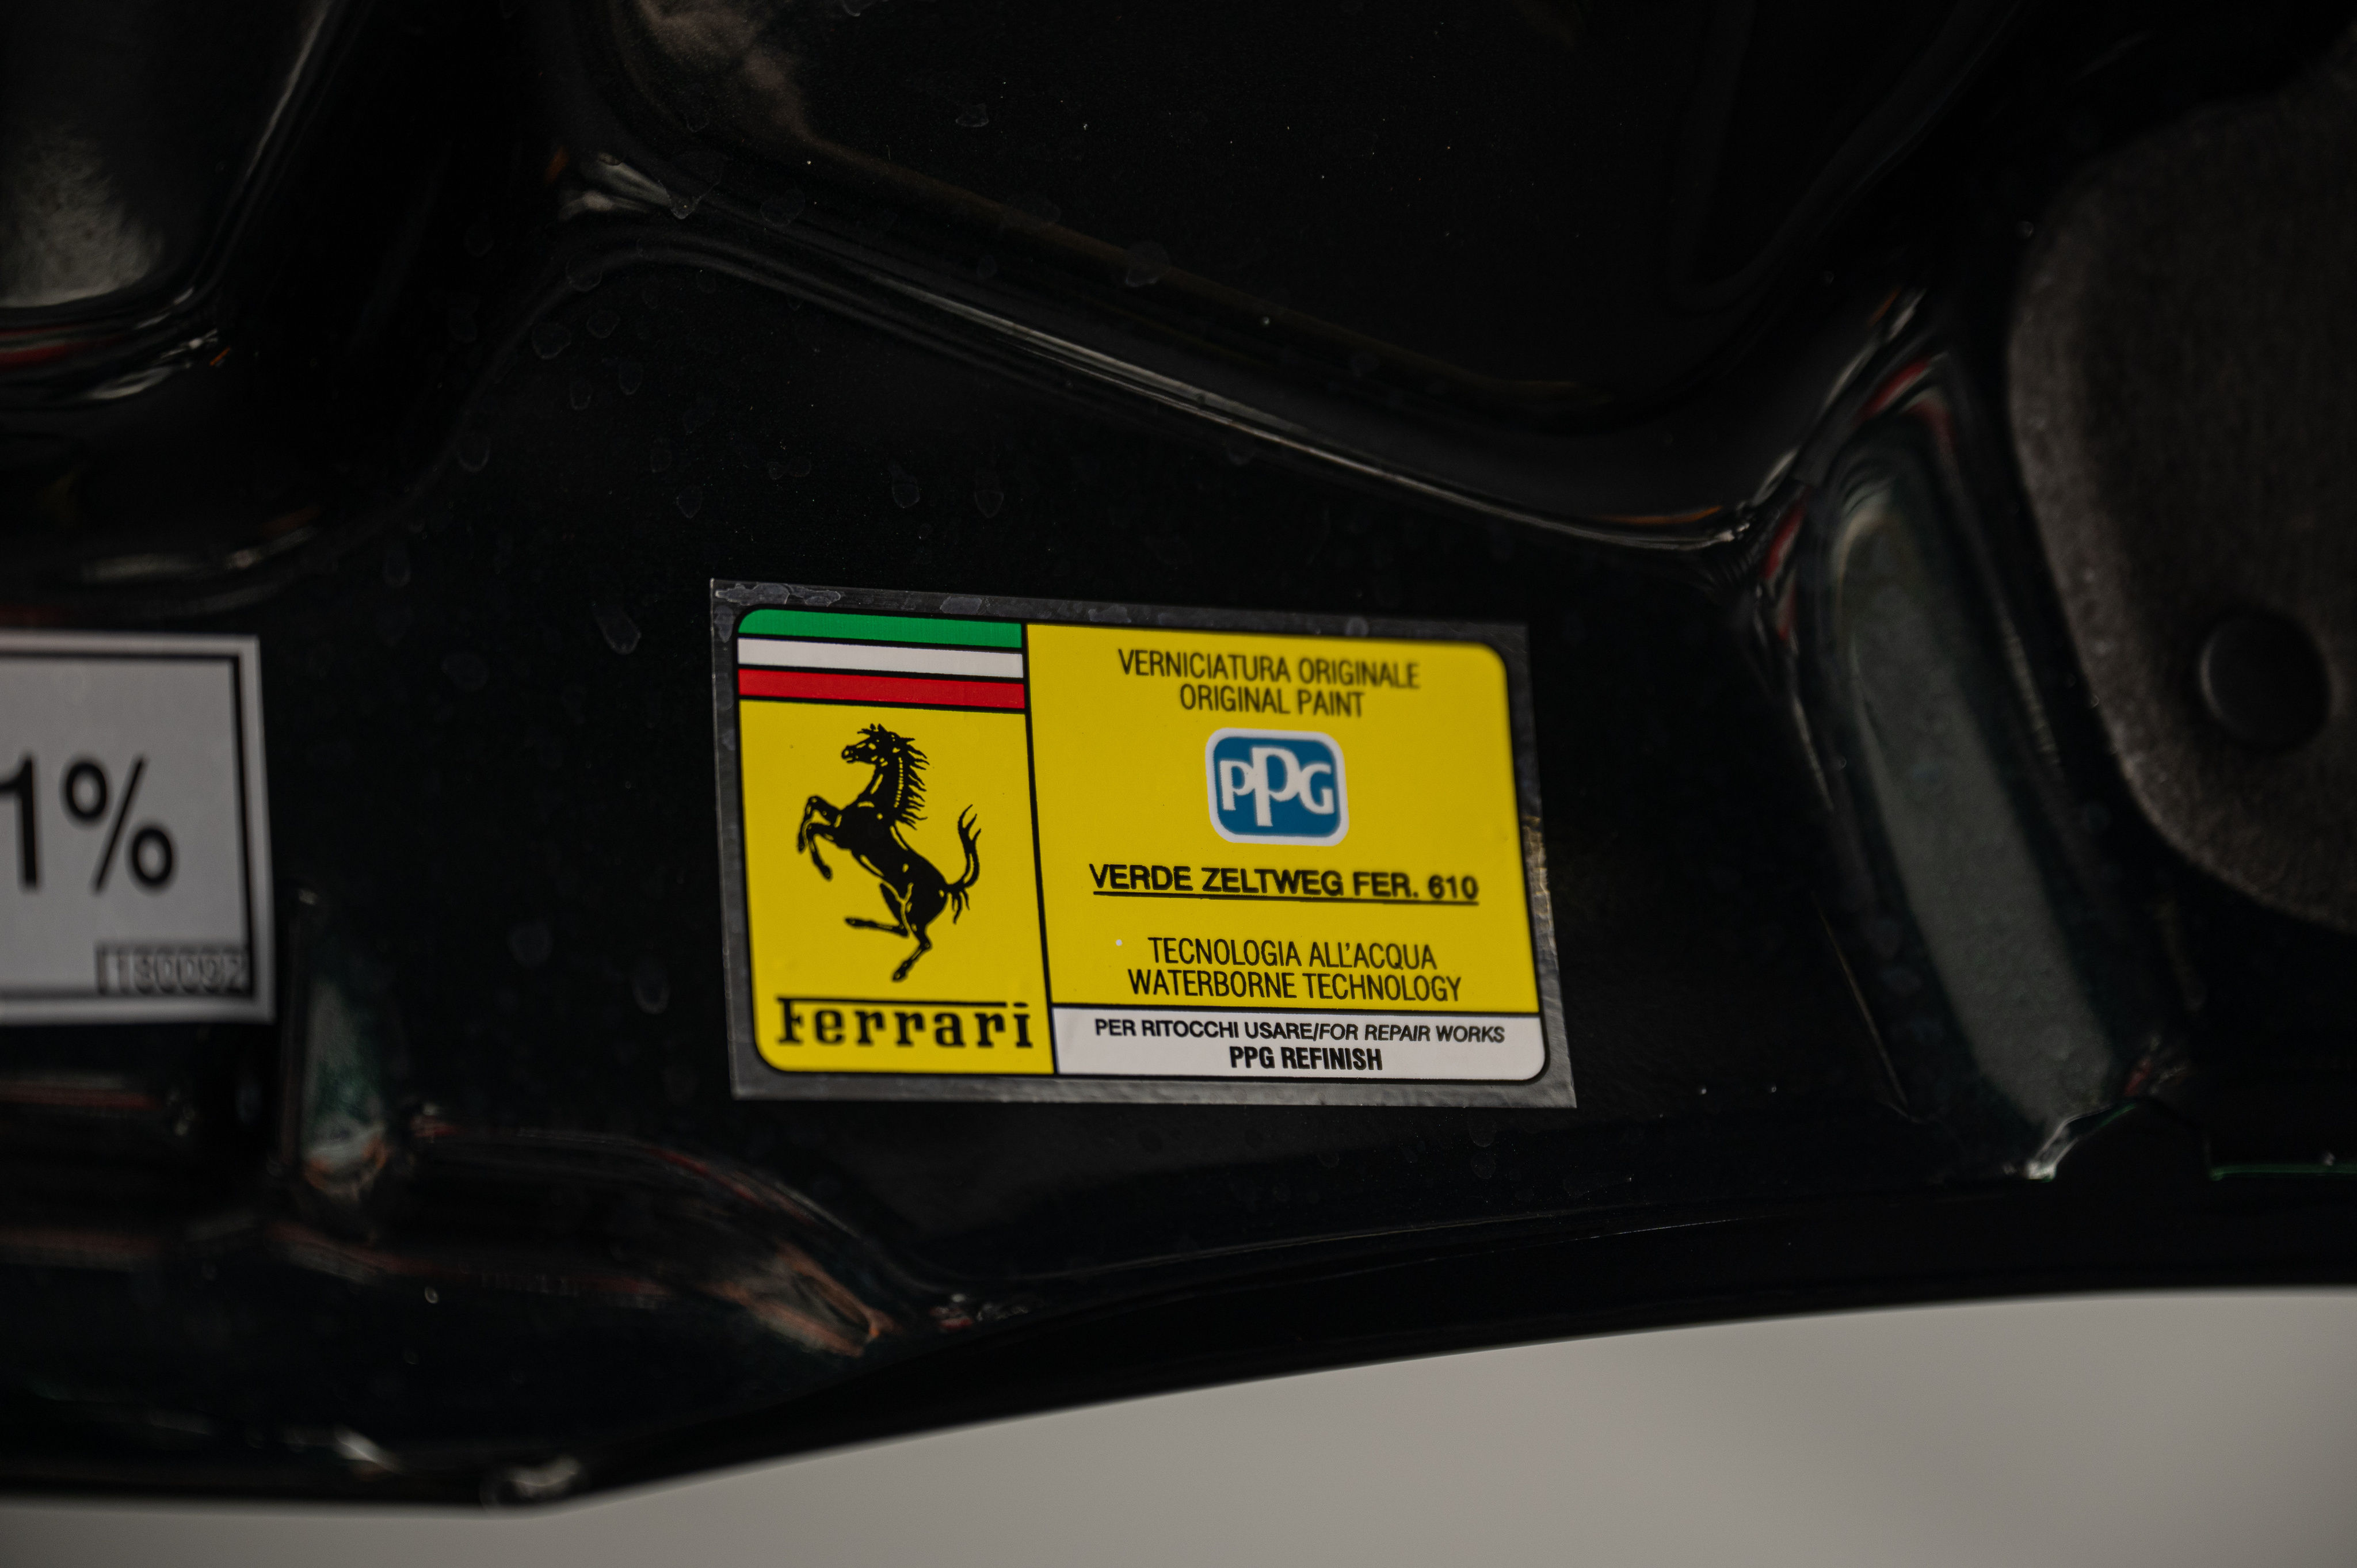 1%
VERNICIATURA ORIGINALE
ORIGINAL PAINT
PPG
VERDE ZELTWEG FER. 610
TECNOLOGIA ALL'ACQUA
WATERBORNE TECHNOLOGY
Ferrari
PER RITOCCHI USARE/FOR REPAIR WORKS
PPG REFINISH